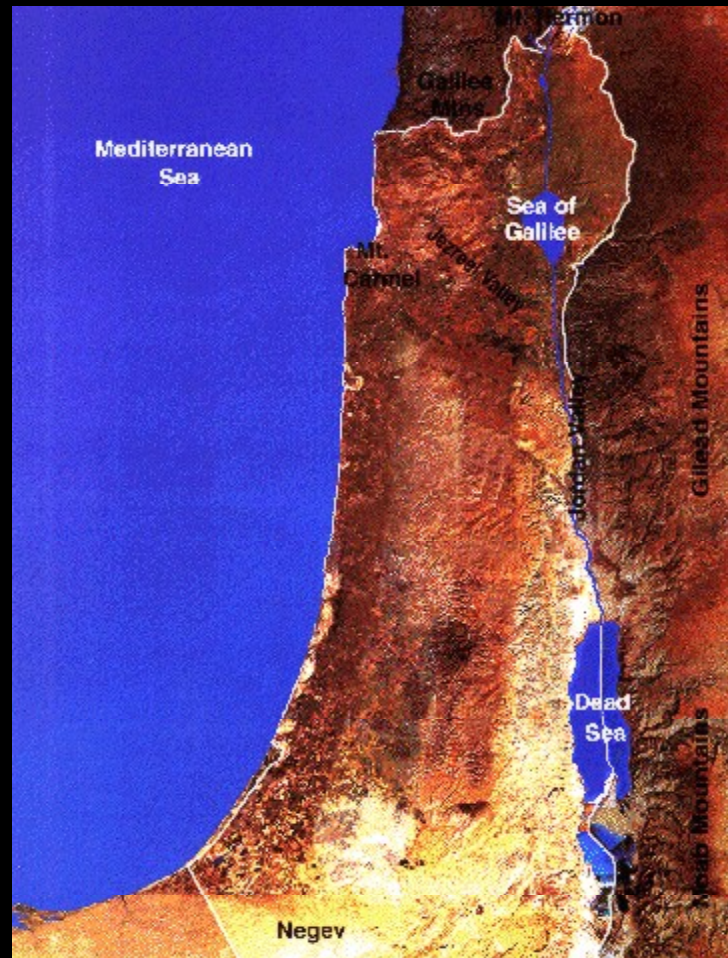 Mt. Hermon
Galilee
Mtns.
Mediterranean
Sea
Sea of
Galilee
Mt.
Carmel
Jezreel Valley
Gilead Mountains
Jordan Valley
Dead
Sea
Moab Mountains
Negev